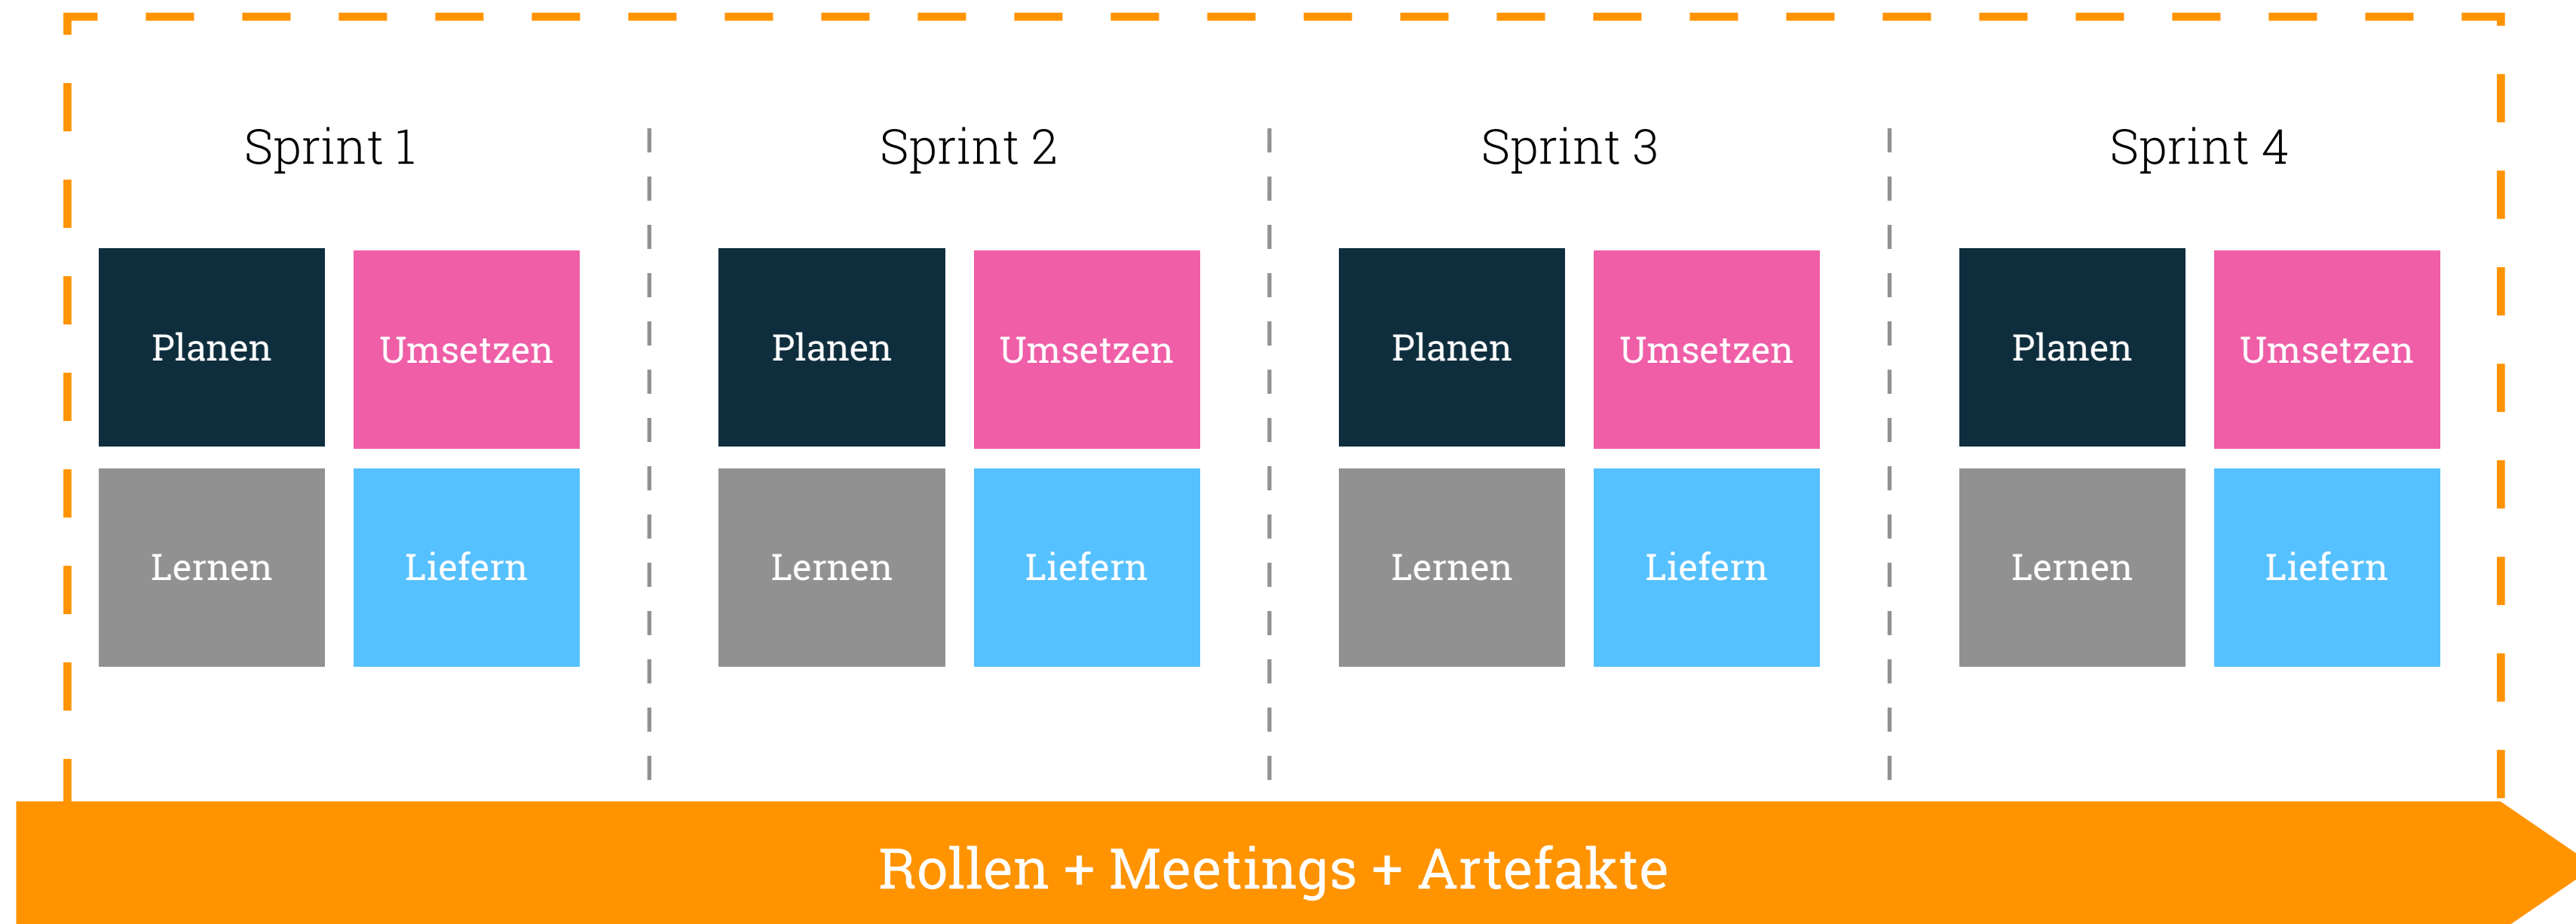 Sprint 1
Planen
Umsetzen
Lernen
Liefern
Sprint 2
Planen
Umsetzen
Lernen
Liefern
Sprint 3
Planen
Umsetzen
Lernen
Liefern
Sprint 4
Planen
Umsetzen
Lernen
Liefern
Rollen + Meetings + Artefakte